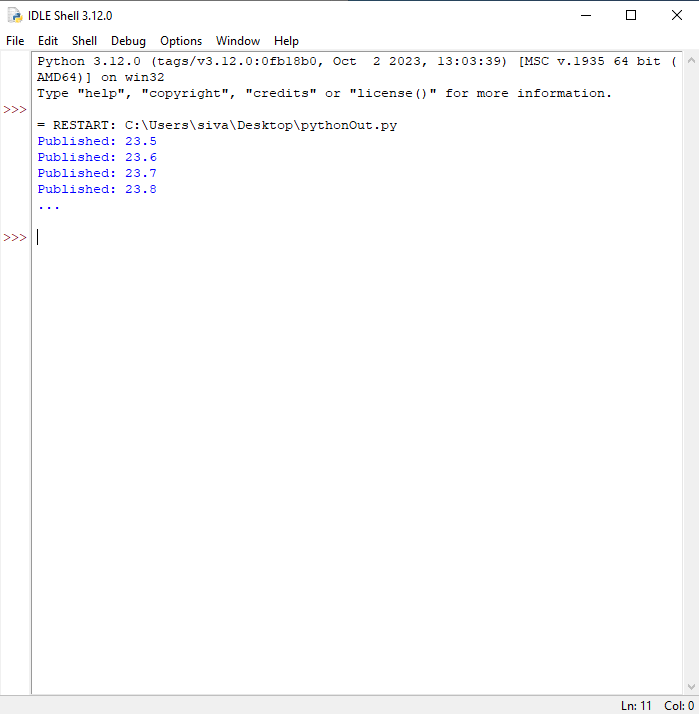 IDLE Shell 3.12.0
File Edit Shell Debug Options Window Help
Python 3.12.0 (tags/v3.12.0:0fb18b0, Oct  2 2023, 13:03:39) [MSC v.1935 64 bit (
AMD64)] on win32
Type "help", "copyright", "credits" or "license()" for more information.
>>>
= RESTART: C:\Users\siva\Desktop\pythonOut.py
Published: 23.5
Published: 23.6
Published: 23.7
Published: 23.8
...
>>>
Ln: 11 Col: 0